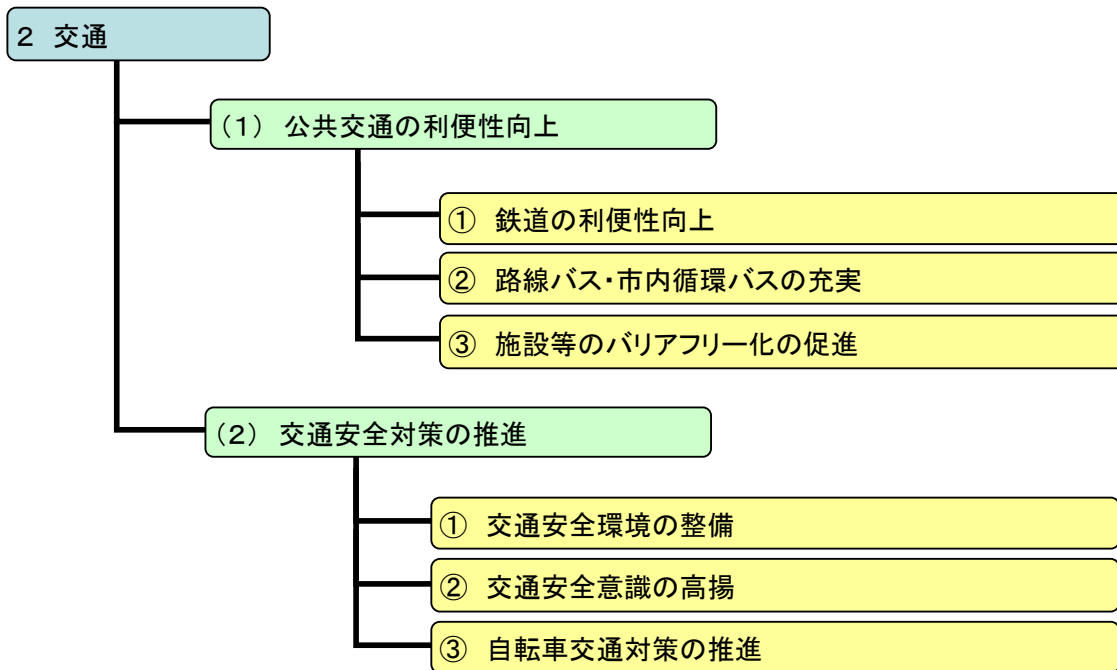 2 交通
(1) 公共交通の利便性向上
① 鉄道の利便性向上
② 路線バス・市内循環バスの充実
③ 施設等のバリアフリー化の促進
(2) 交通安全対策の推進
① 交通安全環境の整備
② 交通安全意識の高揚
③ 自転車交通対策の推進